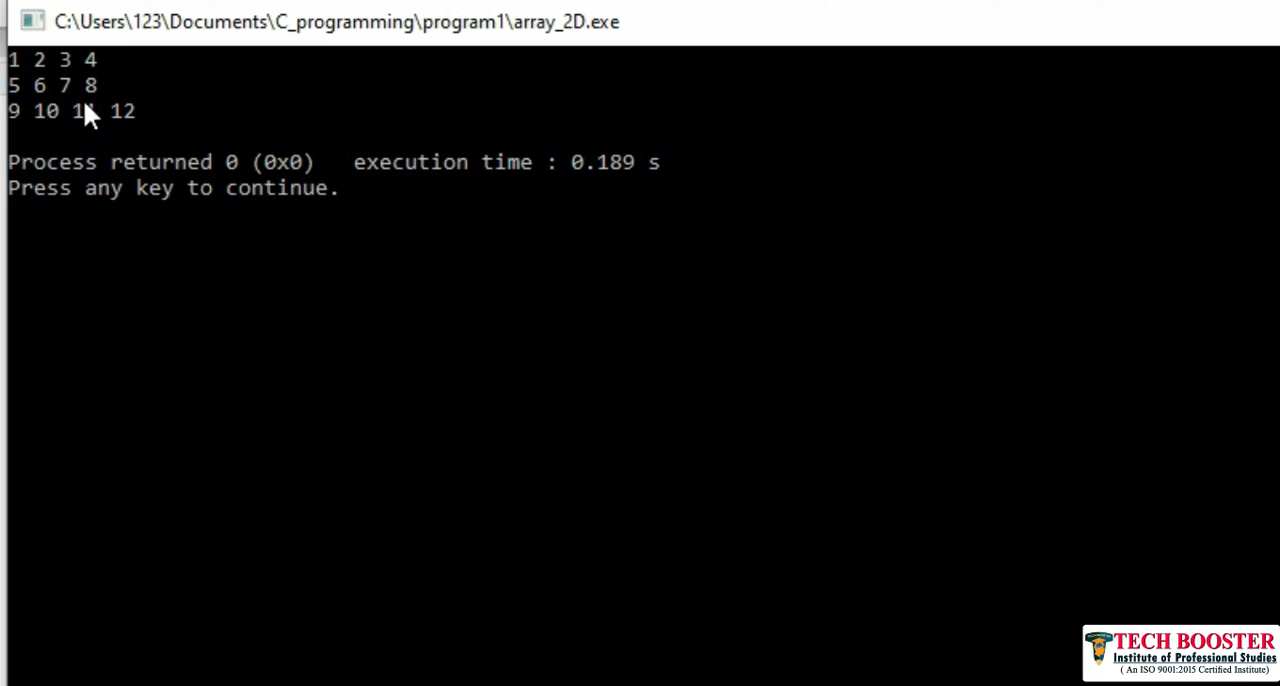 C:\Users\123\Documents\C_programming\program1\array_2D.exe
1 2 3 4
5 6 7 8
9 10 11 12
Process returned 0 (0x0)   execution time : 0.189 s
Press any key to continue.
TECH BOOSTER
Institute of Professional Studies
( An ISO 9001:2015 Certified Institute)